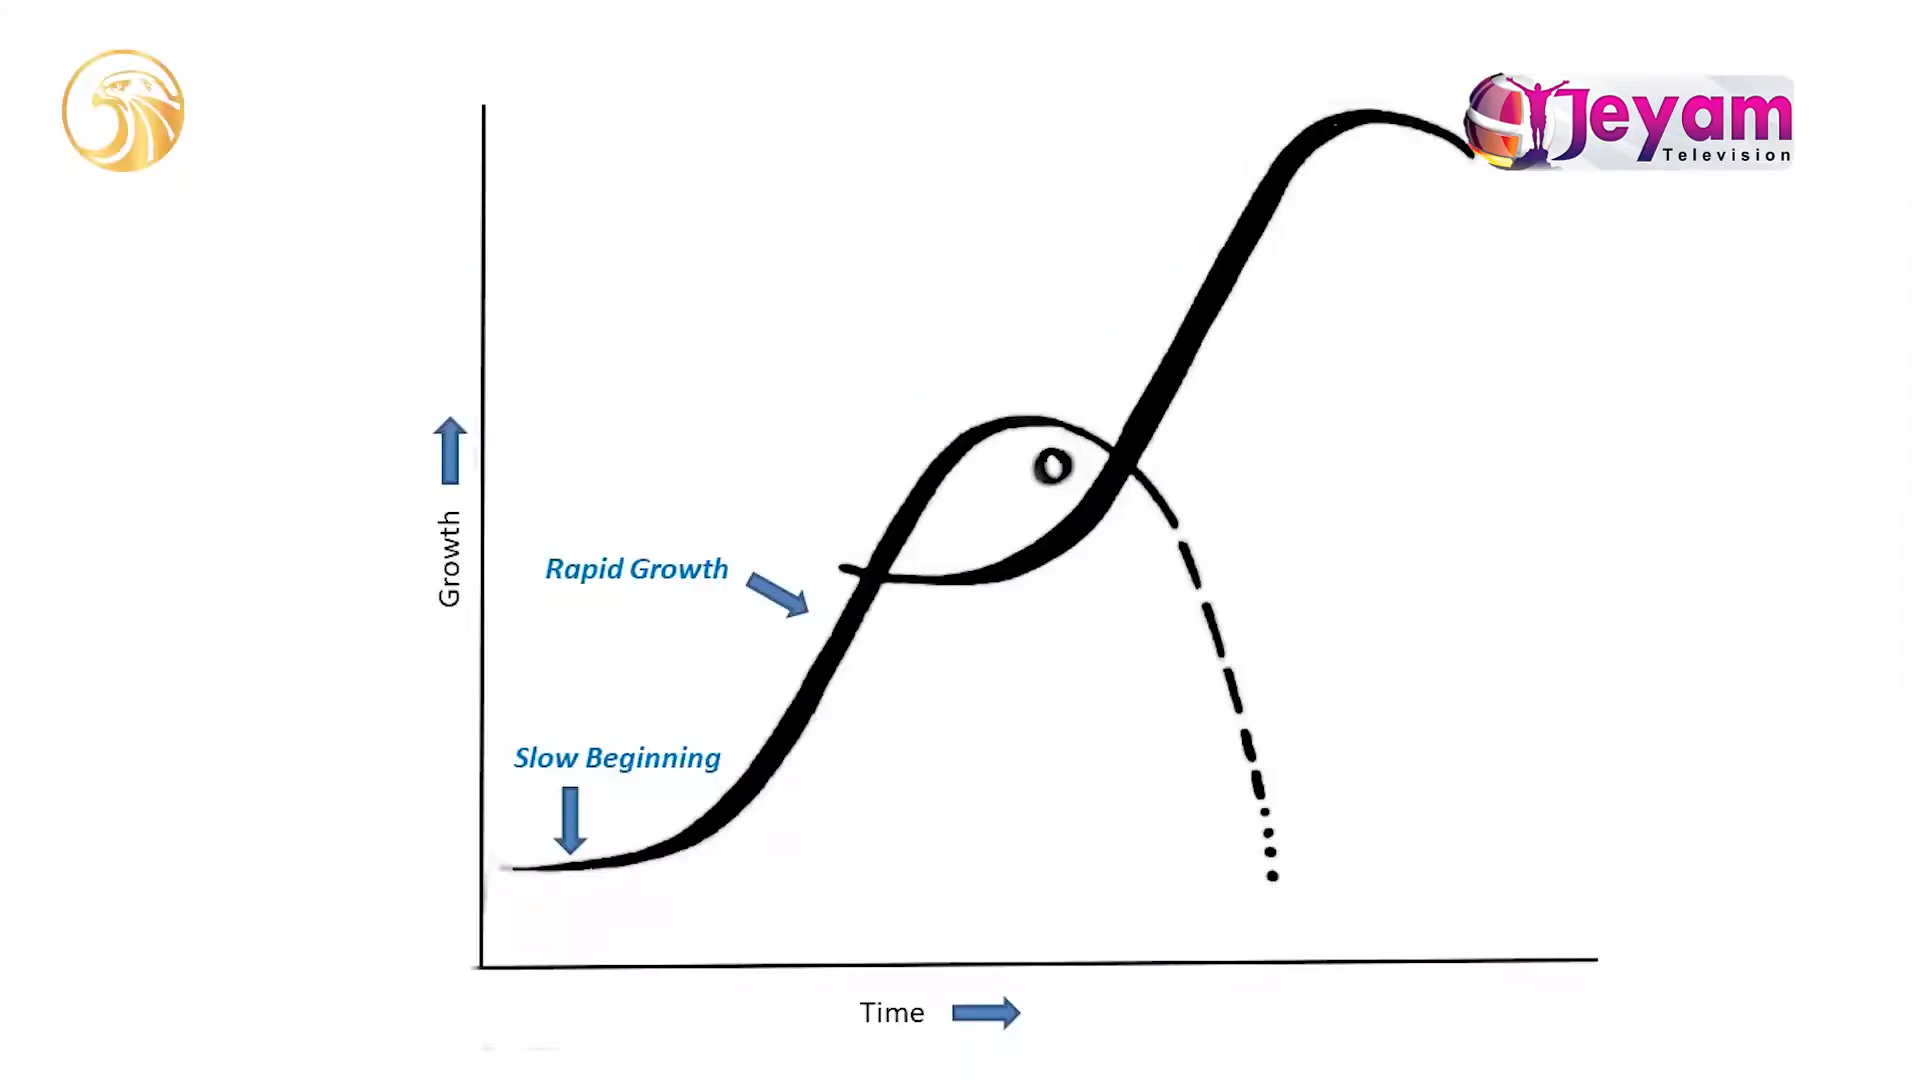 Jeyam
Television
Growth
Rapid Growth
Slow Beginning
Time